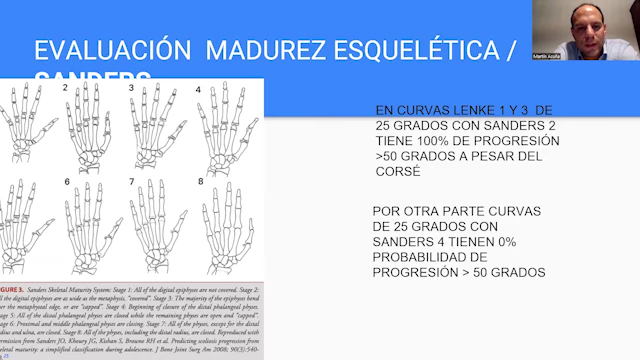 EVALUACIÓN  MADUREZ ESQUELÉTICA /
SANDERS
Martin Azula
2
3
4
6
7
8
EN CURVAS LENKE 1 Y 3  DE
25 GRADOS CON SANDERS 2
TIENE 100% DE PROGRESIÓN
>50 GRADOS A PESAR DEL
CORSÉ
POR OTRA PARTE CURVAS
DE 25 GRADOS CON
SANDERS 4 TIENEN 0%
PROBABILIDAD DE
PROGRESIÓN > 50 GRADOS
FIGURE 3. Sanders Skeletal Maturity System: Stage 1: All of the digital epiphyses are not covered. Stage 2:
All the digital epiphyses are as wide as the metaphysis. "covered". Stage 3: The majority of the epiphyses bend
over the metaphyseal edge, or are "capped". Stage 4: Beginning of closure of the distal phalangeal physes.
Stage 5: All of the distal phalangeal physes are closed while the remaining physes are open and "capped".
Stage 6: Proximal and middle phalangeal physes are closing. Stage 7: All of the physes, except for the distal
radius and ulna, are closed. Stage 8: All of the physes, including the distal radius, are closed. Reproduced with
permission from Sanders JO, Khoury JG, Kishan S, Browne RH et al. Predicting scoliosis progression from
skeletal maturity: a simplified classification during adolescence. J Bone Joint Surg Am 2008; 90(3):540-
25